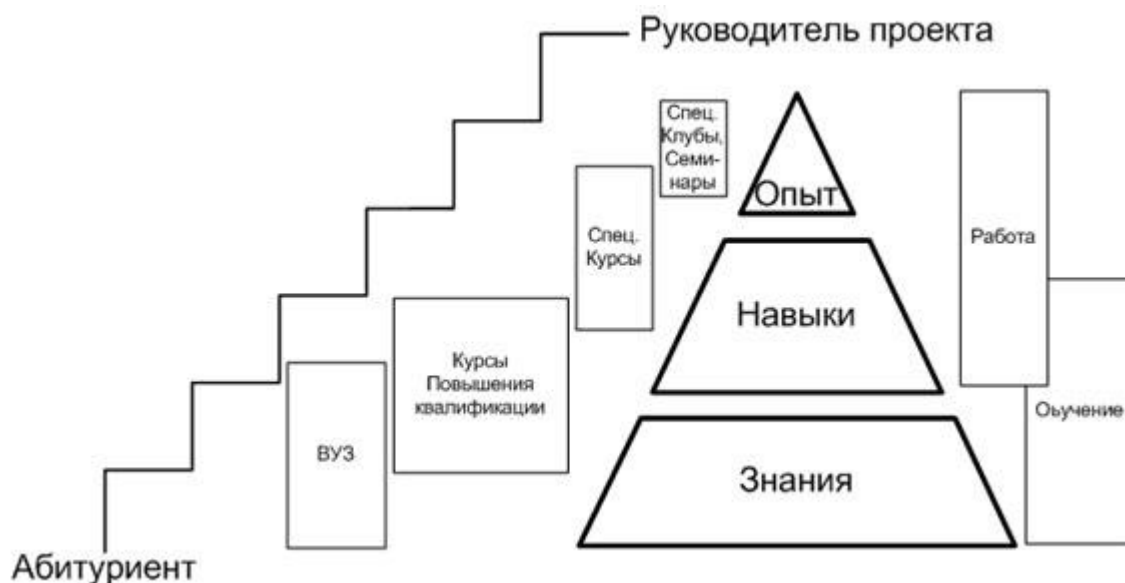 Руководитель проекта
Спец.
Клубы,
Семи-
нары
Опыт
Спец.
Курсы
Работа
Навыки
Курсы
Повышения
квалификации
Оьучение
ВУЗ
Знания
Абитуриент